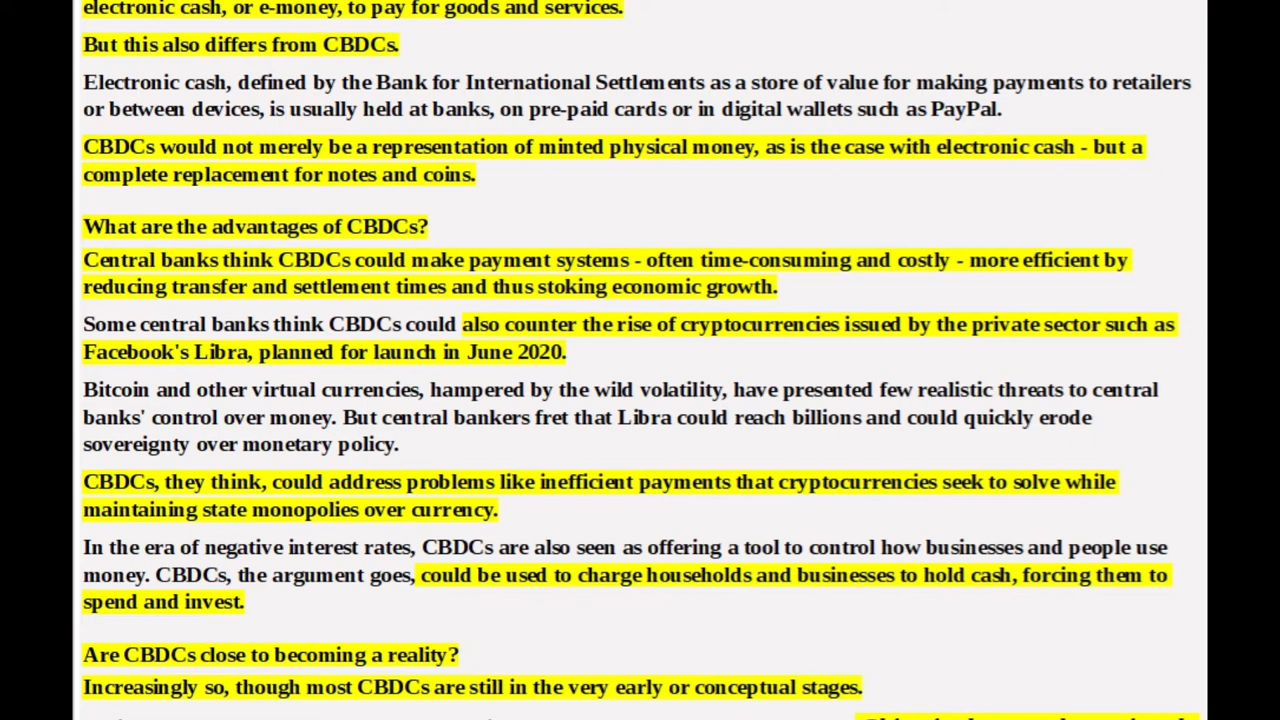 electronic cash, or e-money, to pay for goods and services.
But this also differs from CBDCs.
Electronic cash, defined by the Bank for International Settlements as a store of value for making payments to retailers
or between devices, is usually held at banks, on pre-paid cards or in digital wallets such as PayPal.
CBDCs would not merely be a representation of minted physical money, as is the case with electronic cash - but a
complete replacement for notes and coins.
What are the advantages of CBDCs?
Central banks think CBDCs could make payment systems - often time-consuming and costly - more efficient by
reducing transfer and settlement times and thus stoking economic growth.
Some central banks think CBDCs could also counter the rise of cryptocurrencies issued by the private sector such as
Facebook's Libra, planned for launch in June 2020.
Bitcoin and other virtual currencies, hampered by the wild volatility, have presented few realistic threats to central
banks' control over money. But central bankers fret that Libra could reach billions and could quickly erode
sovereignty over monetary policy.
CBDCs, they think, could address problems like inefficient payments that cryptocurrencies seek to solve while
maintaining state monopolies over currency.
In the era of negative interest rates, CBDCs are also seen as offering a tool to control how businesses and people use
money. CBDCs, the argument goes, could be used to charge households and businesses to hold cash, forcing them to
spend and invest.
Are CBDCs close to becoming a reality?
Increasingly so, though most CBDCs are still in the very early or conceptual stages.